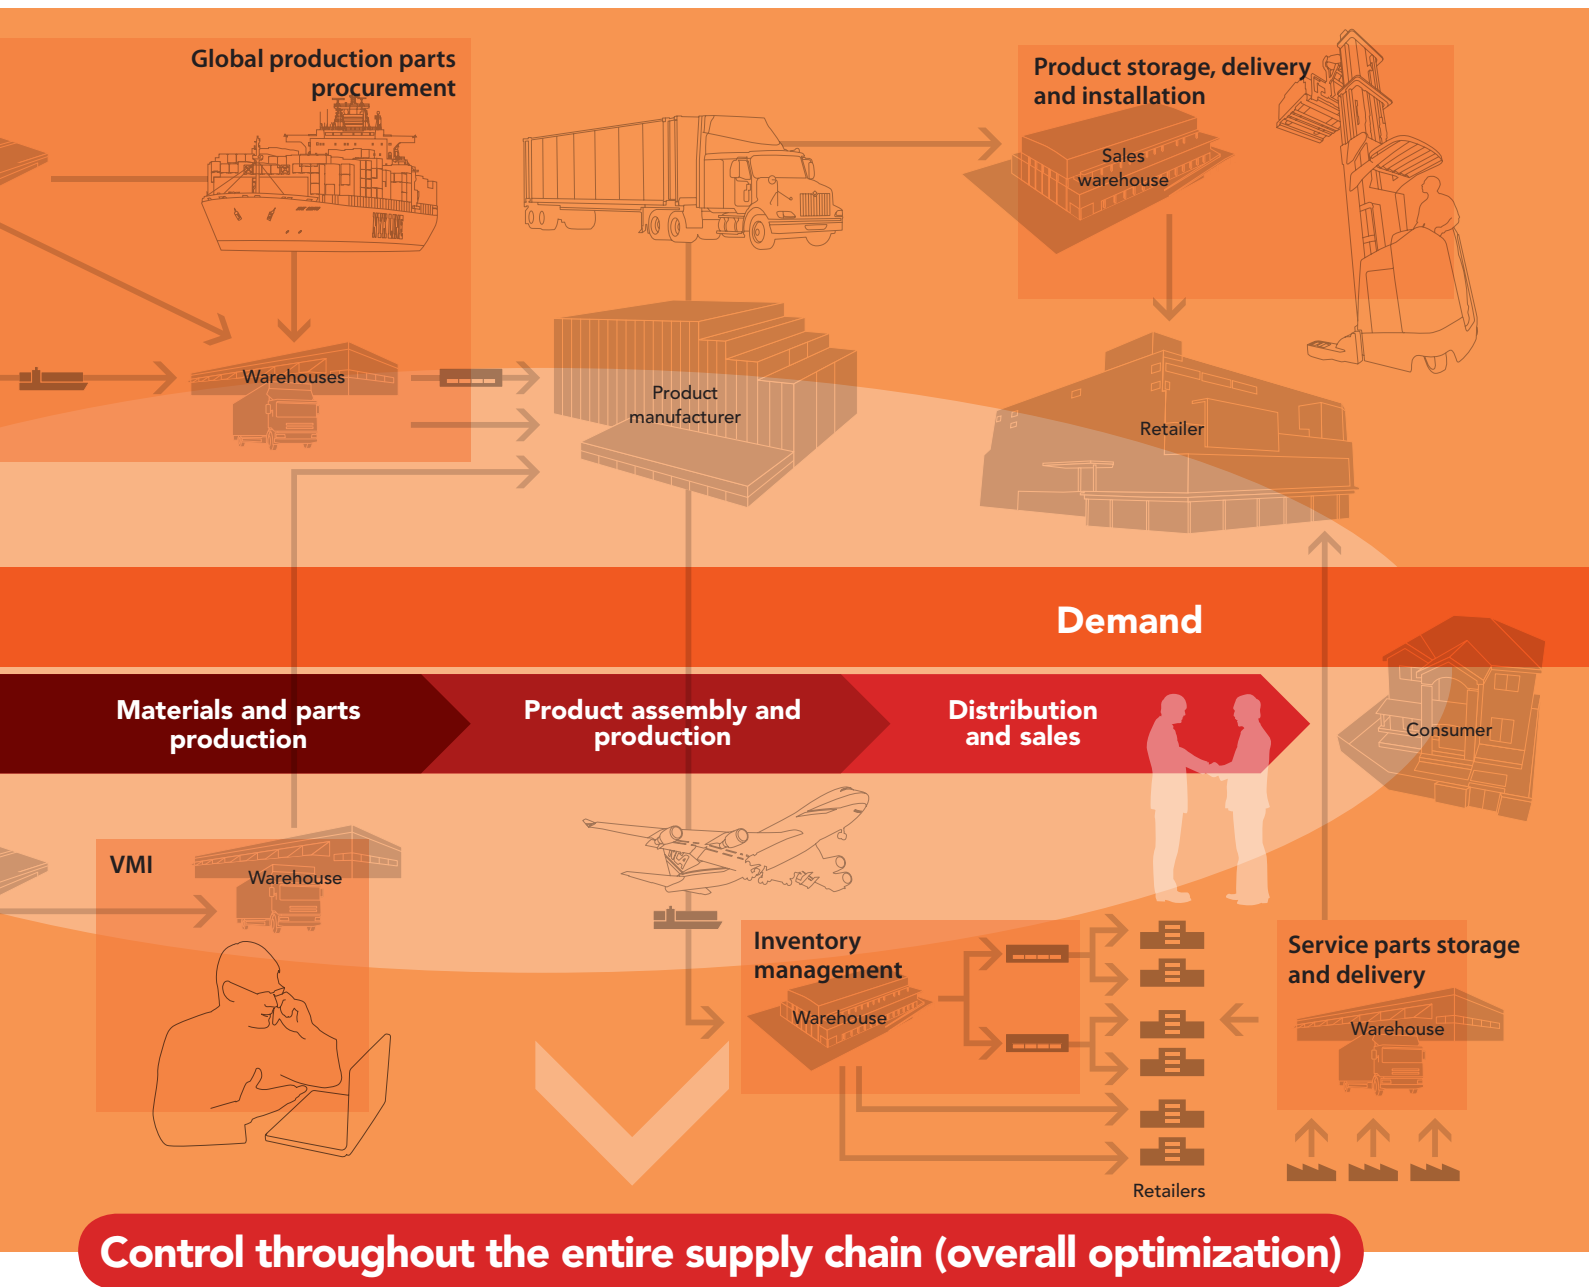 Global production parts
procurement
Product storage, delivery
and installation
Sales
warehouse
Warehouses
Product
manufacturer
Retailer
Demand
Materials and parts
production
Product assembly and
production
Distribution
and sales
Consumer
VMI
Warehouse
Inventory
management
Warehouse
Service parts storage
and delivery
Warehouse
Retailers
Control throughout the entire supply chain (overall optimization)